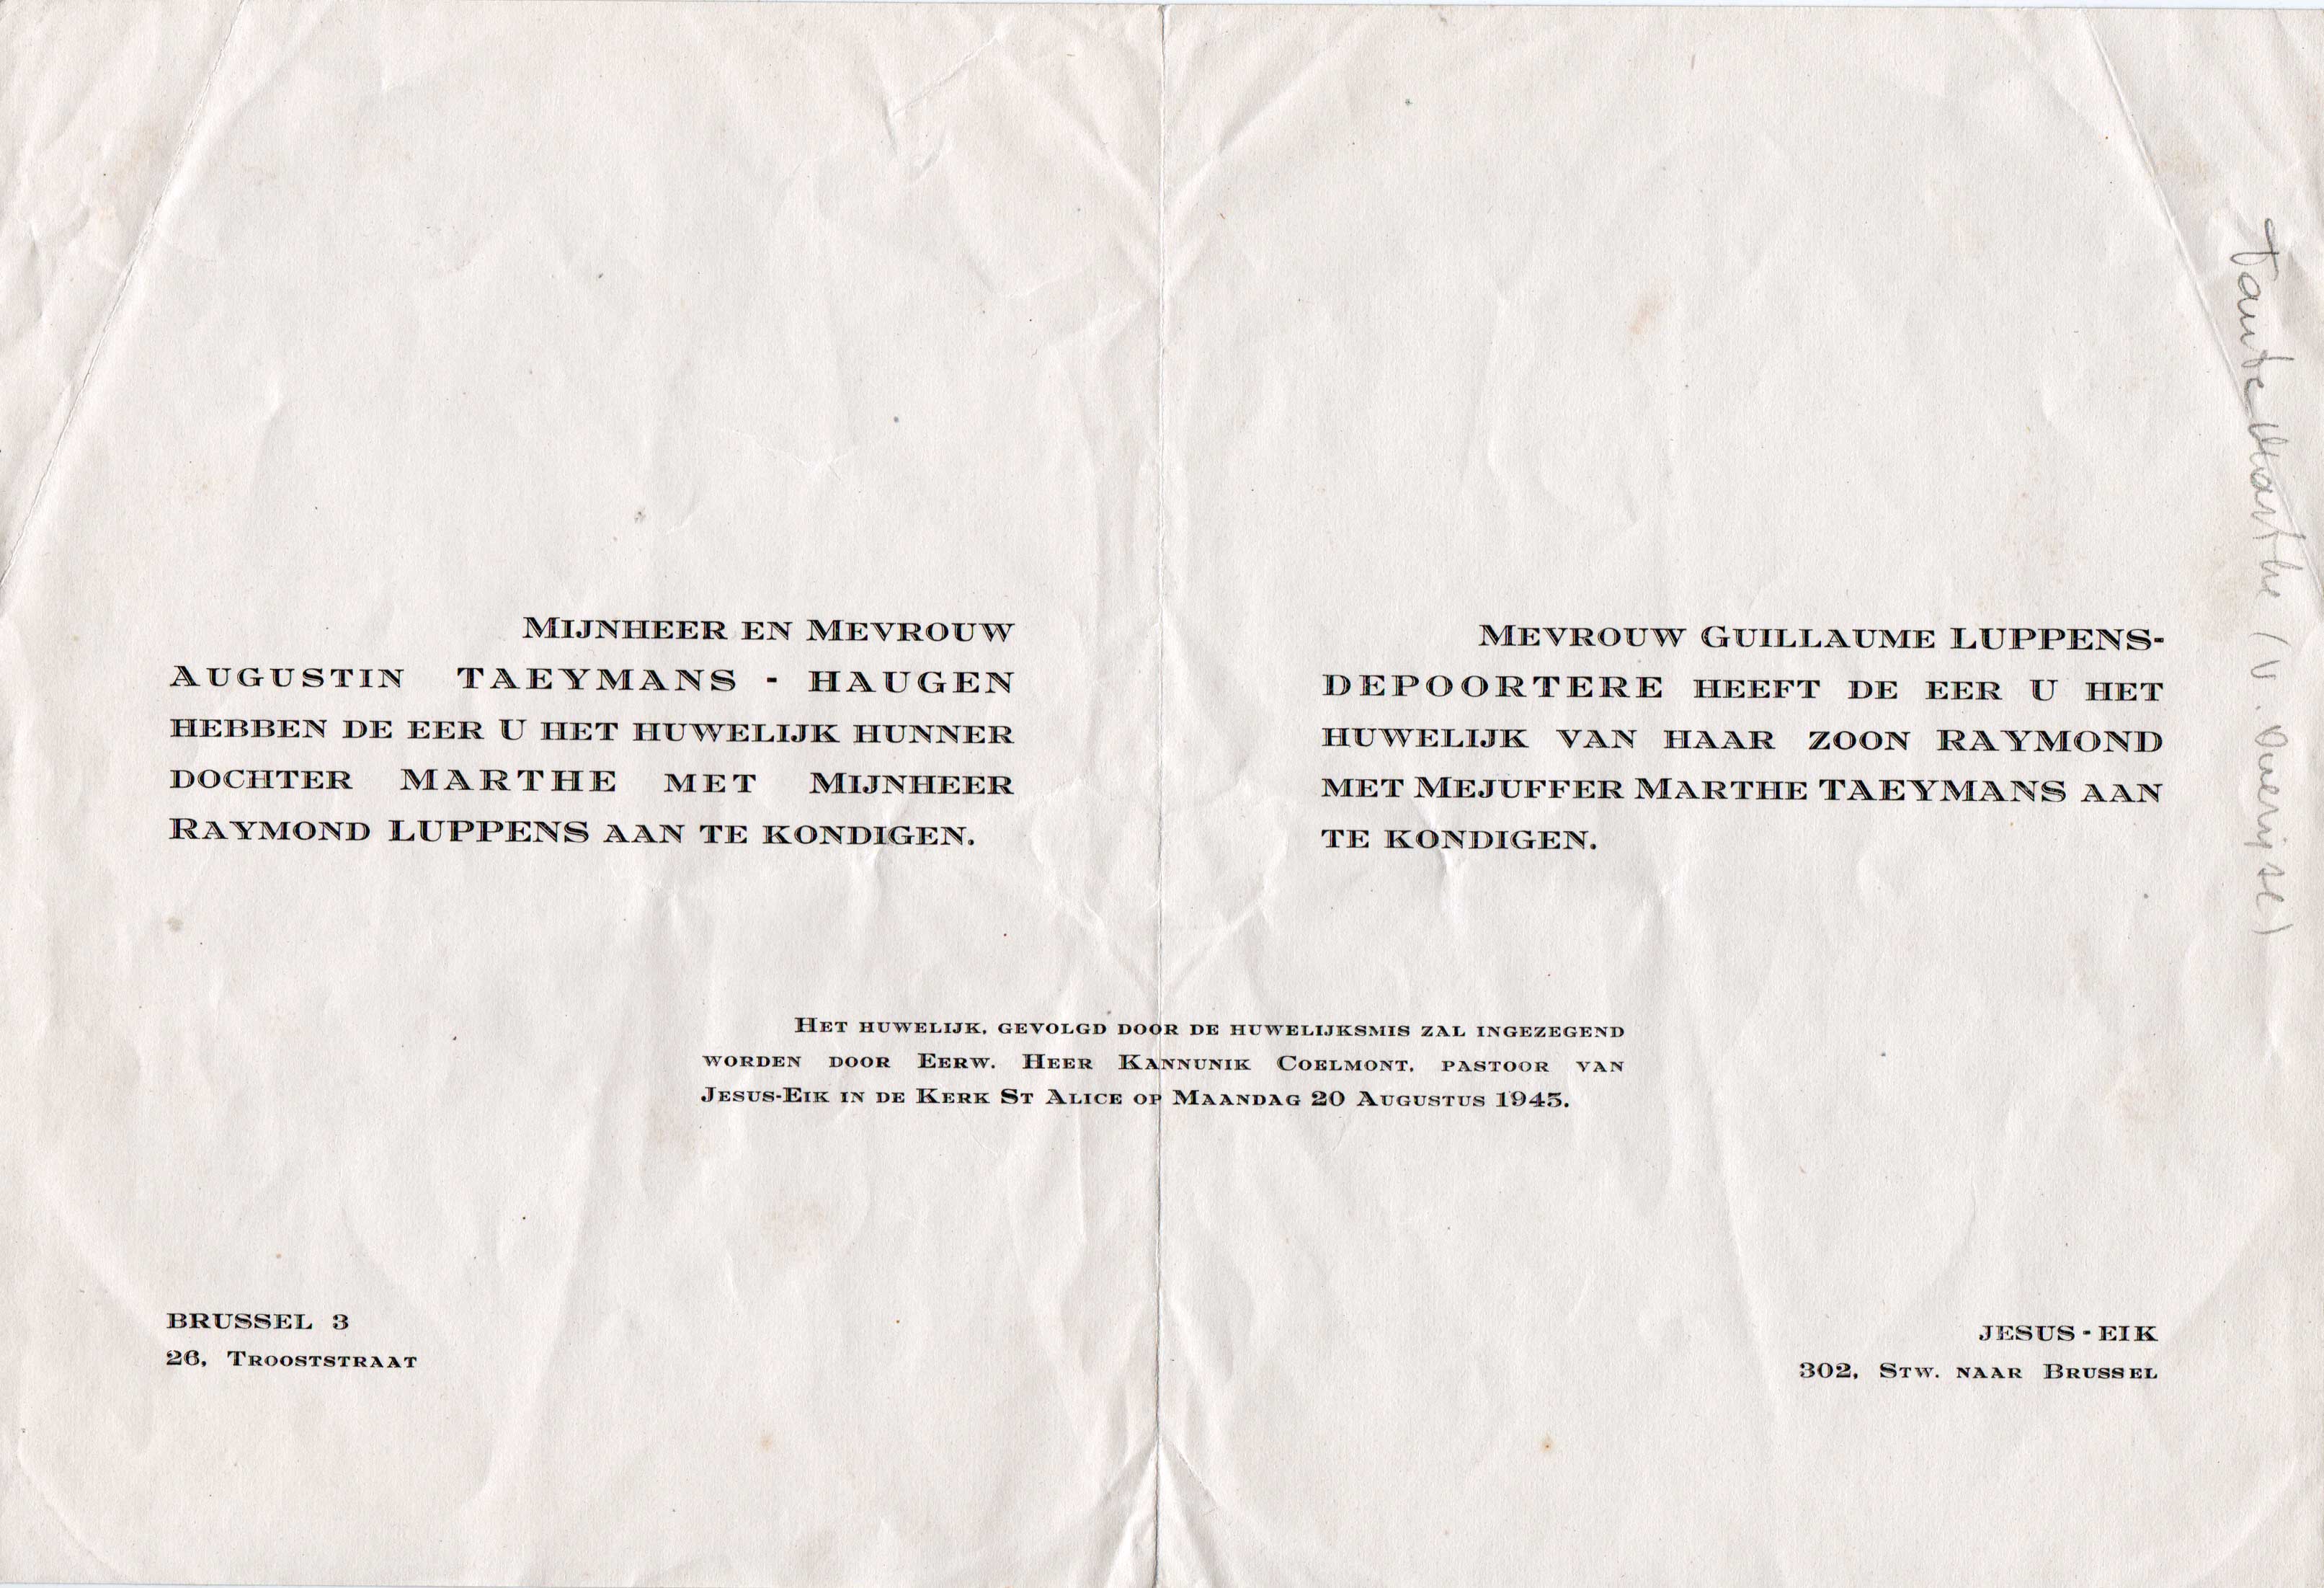 Mijnheer en Mevrouw
AUGUSTIN TAEYMANS - HAUGEN
hebben de eer U het huwelijk hunner
dochter MARTHE met Mijnheer
Raymond LUPPENS aan te kondigen.
Mevrouw Guillaume LUPPENS-
DEPOORTERE heeft de eer U het
huwelijk van haar zoon RAYMOND
met Mejuffer Marthe TAEYMANS aan
te kondigen.
Het huwelijk, gevolgd door de huwelijksmis zal ingezegend
worden door Eerw. Heer Kannunik Coelmont, pastoor van
Jesus-Eik in de Kerk St Alice op Maandag 20 Augustus 1945.
BRUSSEL 3
26, Trooststraat
JESUS - EIK
302, Stw. naar Brussel
Tante Marthe (v. Overijse)